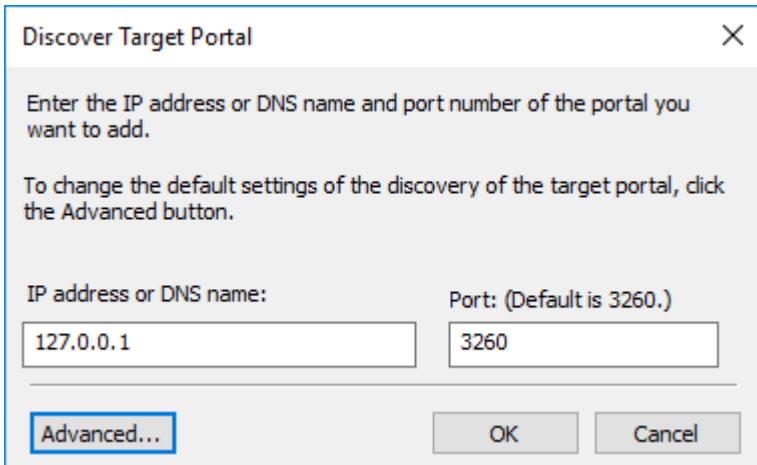 Discover Target Portal
Enter the IP address or DNS name and port number of the portal you
want to add.
To change the default settings of the discovery of the target portal, click
the Advanced button.
IP address or DNS name:
Port: (Default is 3260.)
127.0.0.1
3260
Advanced...
OK
Cancel